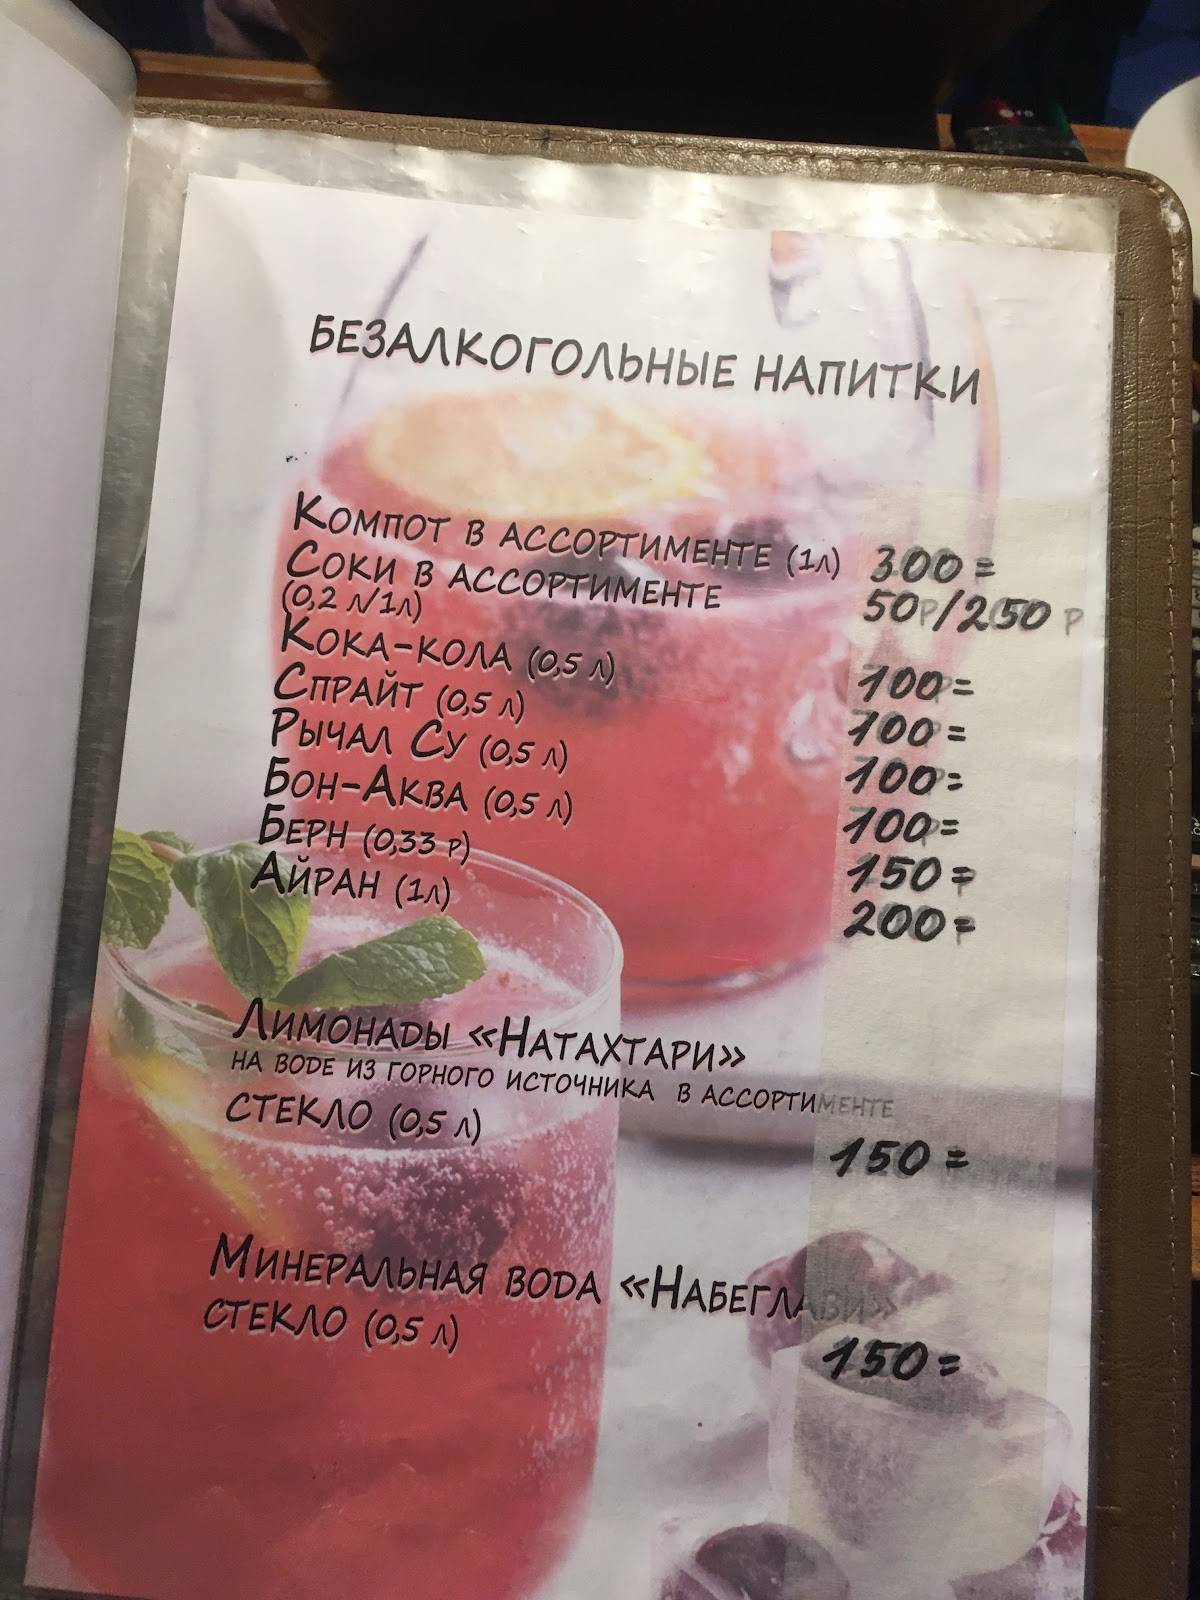 БЕЗАЛКОГОЛЬНЫЕ НАПИТКИ
КОМПОТ В АССОРТИМЕНТЕ (1Л) 300=
СОКИ В АССОРТИМЕНТЕ 50Р/250 Р
(0,2 Л/1Л)
КОКА-КОЛА (0,5 Л) 100=
СПРАЙТ (0,5 Л) 100=
РЫЧАЛ СУ (0,5 Л) 100=
БОН-АКВА (0,5 Л) 100=
БЕРН (0,33 Р) 150=
АЙРАН (1Л) 200=
ЛИМОНАДЫ «НАТАХТАРИ»
НА ВОДЕ ИЗ ГОРНОГО ИСТОЧНИКА В АССОРТИМЕНТЕ
СТЕКЛО (0,5 Л) 150=
МИНЕРАЛЬНАЯ ВОДА «НАБЕГЛАВИ»
СТЕКЛО (0,5 Л) 150=